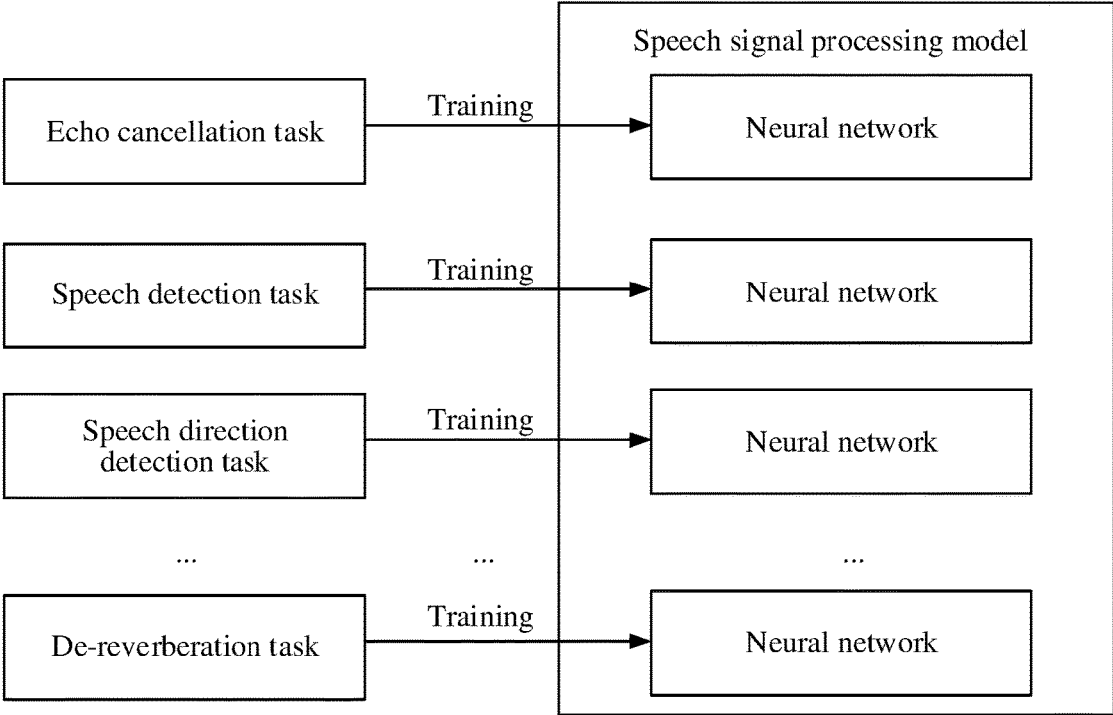 Speech signal processing model
Echo cancellation task
Training
Neural network
Speech detection task
Training
Neural network
Speech direction
detection task
Training
Neural network
...
...
...
De-reverberation task
Training
Neural network